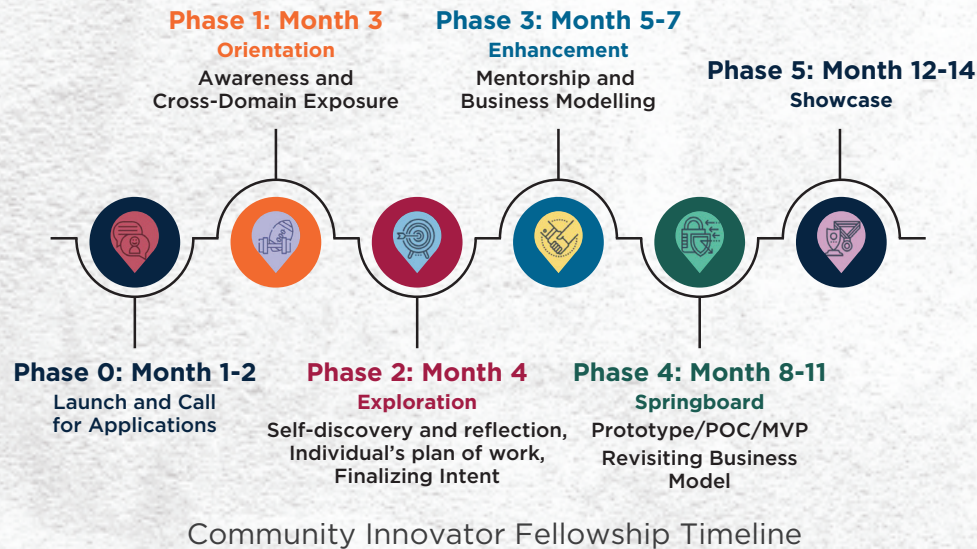 Phase 1: Month 3
Orientation
Awareness and
Cross-Domain Exposure
Phase 3: Month 5-7
Enhancement
Mentorship and
Business Modelling
Phase 5: Month 12-14
Showcase
Phase 0: Month 1-2
Launch and Call
for Applications
Phase 2: Month 4
Exploration
Self-discovery and reflection,
Individual's plan of work,
Finalizing Intent
Phase 4: Month 8-11
Springboard
Prototype/POC/MVP
Revisiting Business
Model
Community Innovator Fellowship Timeline